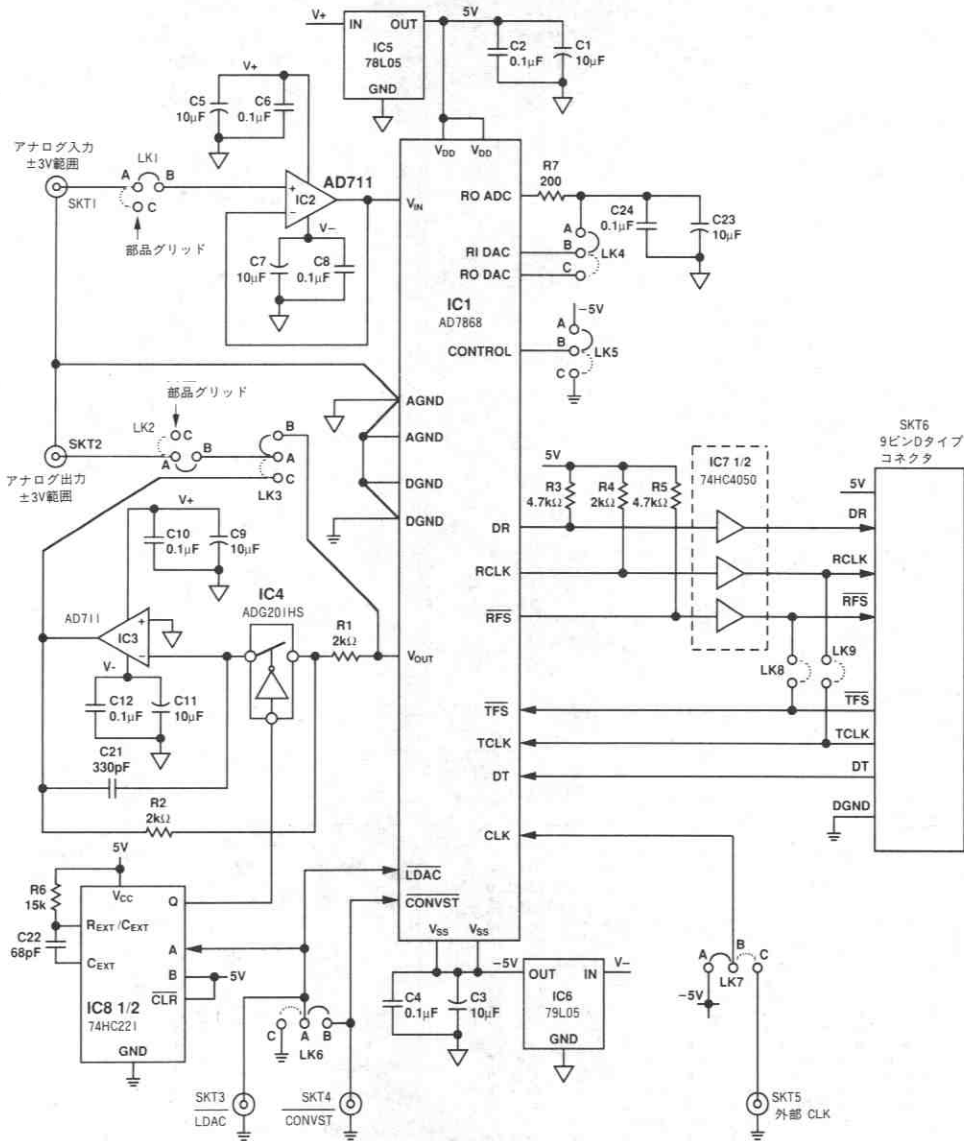 V+
IN
OUT
IC5
78L05
GND
5V
C2
0.1μF
C1
10μF
V+
C5
10μF
C6
0.1μF
アナログ入力
±3V範囲
SKT1
LK1
A
B
C
部品グリッド
AD711
+
IC2
−
V−
C7
10μF
C8
0.1μF
VDD
VDD
VIN
RO ADC
RI DAC
RO DAC
IC1
AD7868
CONTROL
R7
200
C24
0.1μF
C23
10μF
A
B
C
LK4
−5V
A
B
C
LK5
AGND
AGND
DGND
DGND
部品グリッド
LK2
C
A
B
SKT2
アナログ出力
±3V範囲
B
A
C
LK3
V+
C10
0.1μF
C9
10μF
AD711
IC3
+
−
V-
C12
0.1μF
C11
10μF
IC4
ADG201HS
R1
2kΩ
VOUT
C21
330pF
R2
2kΩ
5V
R3
4.7kΩ
R4
2kΩ
R5
4.7kΩ
IC7 1/2
74HC4050
DR
RCLK
RFS
TFS
TCLK
DT
CLK
LDAC
CONVST
VSS
VSS
LK8
LK9
SKT6
9ピンDタイプ
コネクタ
5V
DR
RCLK
RFS
TFS
TCLK
DT
DGND
5V
R6
15k
C22
68pF
VCC
REXT/CEXT
CEXT
Q
A
B
CLR
5V
IC8 1/2
74HC221
GND
C
A
B
LK6
SKT3
LDAC
SKT4
CONVST
C4
0.1μF
C3
10μF
−5V
OUT
IN
V−
IC6
79L05
GND
A
B
C
LK7
−5V
SKT5
外部 CLK